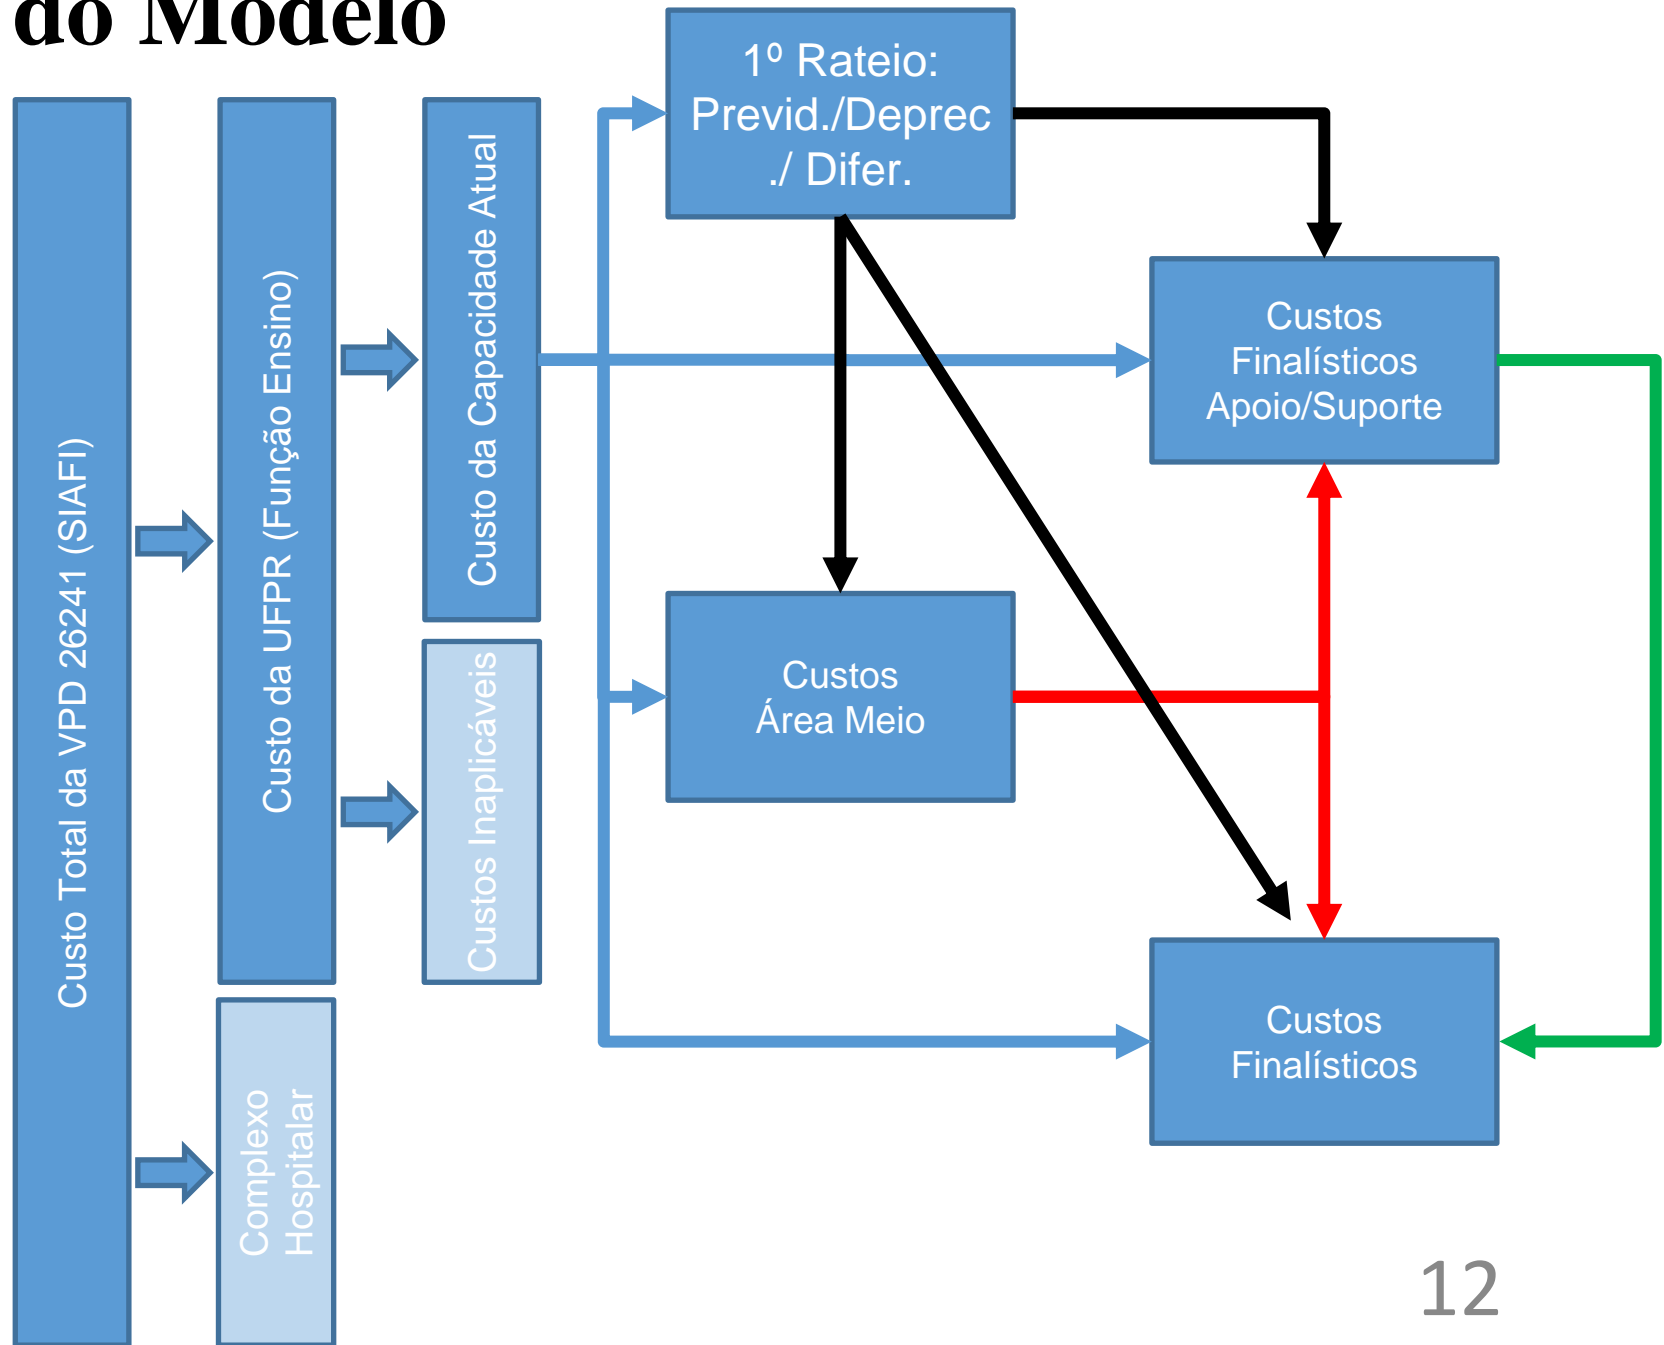 do Modelo
Custo Total da VPD 26241 (SIAFI)
Custo da UFPR (Função Ensino)
Complexo
Hospitalar
Custo da Capacidade Atual
Custos Inaplicáveis
1º Rateio:
Previd./Deprec
./ Difer.
Custos
Finalísticos
Apoio/Suporte
Custos
Área Meio
Custos
Finalísticos
12